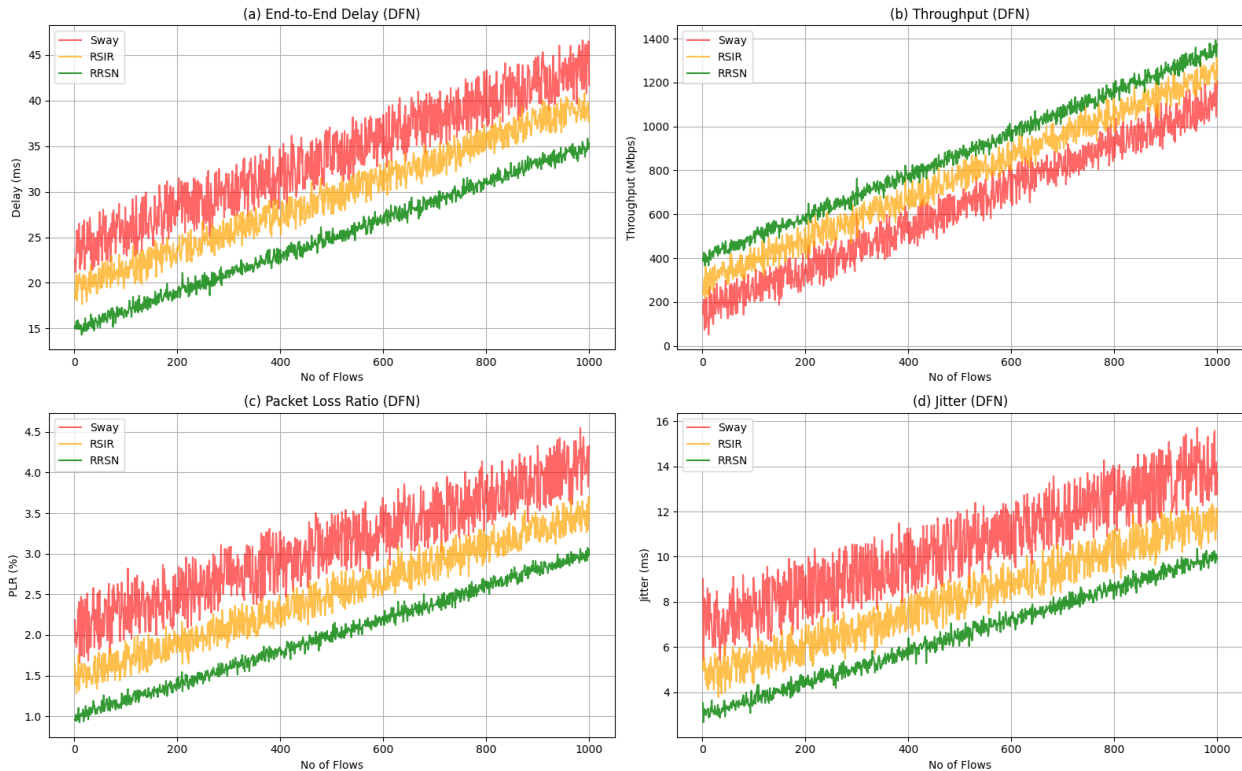 (a) End-to-End Delay (DFN)
Sway
RSIR
RRSN
45
40
35
30
25
20
15
Delay (ms)
0 200 400 600 800 1000
No of Flows
(b) Throughput (DFN)
Sway
RSIR
RRSN
1400
1200
1000
800
600
400
200
0
Throughput (Mbps)
0 200 400 600 800 1000
No of Flows
(c) Packet Loss Ratio (DFN)
Sway
RSIR
RRSN
4.5
4.0
3.5
3.0
2.5
2.0
1.5
1.0
PLR (%)
0 200 400 600 800 1000
No of Flows
(d) Jitter (DFN)
Sway
RSIR
RRSN
16
14
12
10
8
6
4
Jitter (ms)
0 200 400 600 800 1000
No of Flows